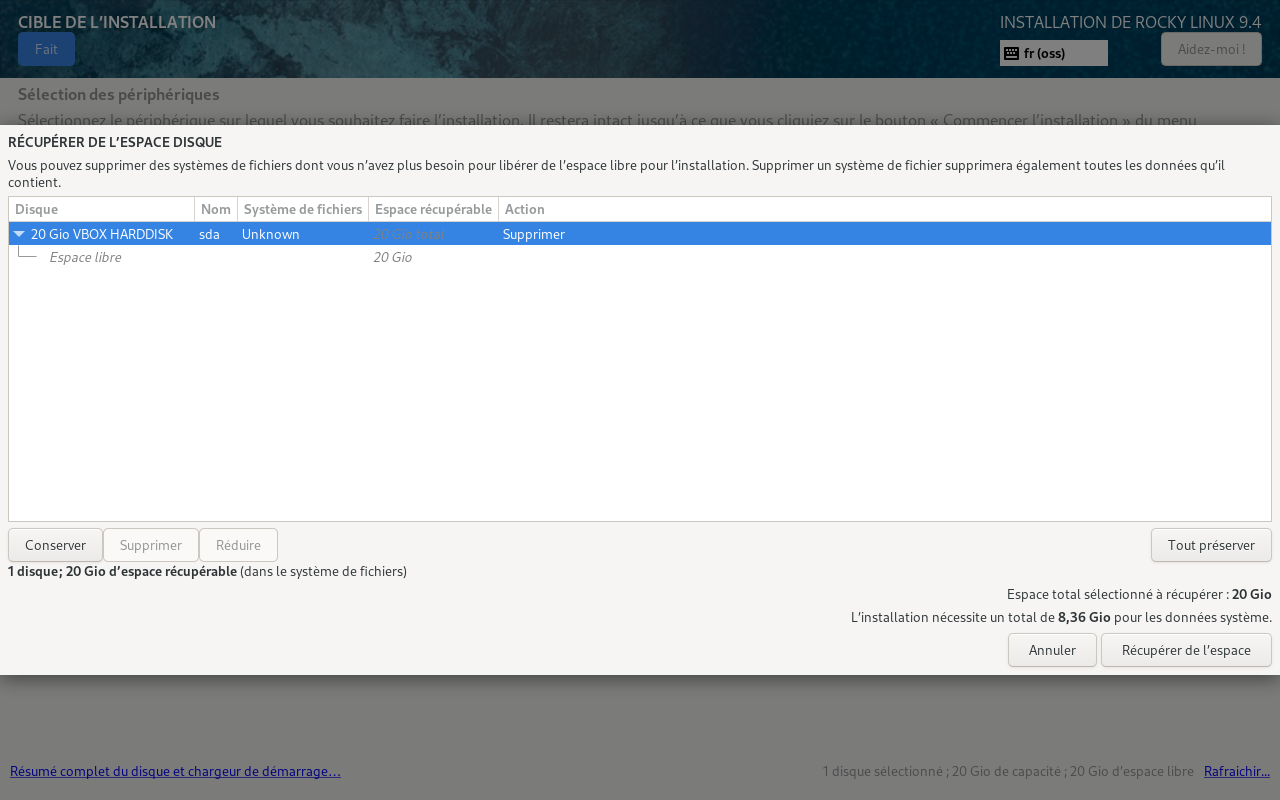 CIBLE DE L'INSTALLATION
INSTALLATION DE ROCKY LINUX 9.4
Fait
fr (oss)
Aidez-moi !
Sélection des périphériques
Sélectionnez le périphérique sur lequel vous souhaitez faire l'installation. Il restera intact jusqu'à ce que vous cliquiez sur le bouton « Commencer l'installation » du menu
RÉCUPÉRER DE L'ESPACE DISQUE
Vous pouvez supprimer des systèmes de fichiers dont vous n'avez plus besoin pour libérer de l'espace libre pour l'installation. Supprimer un système de fichier supprimera également toutes les données qu'il
contient.
Disque Nom Système de fichiers Espace récupérable Action
20 Gio VBOX HARDDISK sda Unknown 20 Gio total Supprimer
Espace libre 20 Gio
Conserver Supprimer Réduire Tout préserver
1 disque; 20 Gio d'espace récupérable (dans le système de fichiers)
Espace total sélectionné à récupérer : 20 Gio
L'installation nécessite un total de 8,36 Gio pour les données système.
Annuler Récupérer de l'espace
Résumé complet du disque et chargeur de démarrage…
1 disque sélectionné ; 20 Gio de capacité ; 20 Gio d'espace libre Rafraichir...